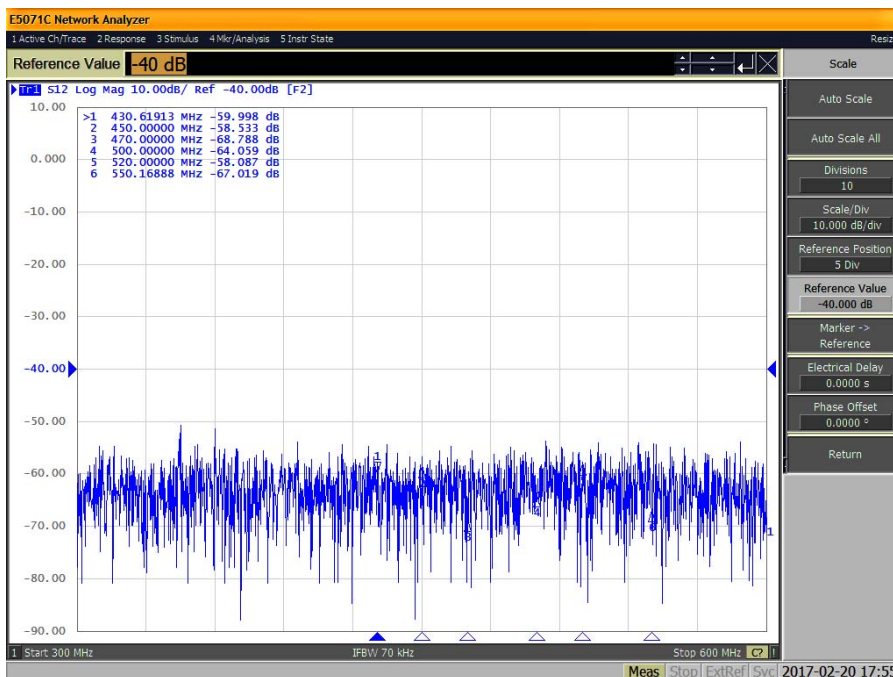 E5071C Network Analyzer
1 Active Ch/Trace 2 Response 3 Stimulus 4 Mkr/Analysis 5 Instr State
Resiz
Reference Value -40 dB
Tr1 S12 Log Mag 10.00dB/ Ref -40.00dB [F2]
>1 430.61913 MHz -59.998 dB
2 450.00000 MHz -58.533 dB
3 470.00000 MHz -68.788 dB
4 500.00000 MHz -64.059 dB
5 520.00000 MHz -58.087 dB
6 550.16888 MHz -67.019 dB
10.00
0.000
-10.00
-20.00
-30.00
-40.00
-50.00
-60.00
-70.00
-80.00
-90.00
1
1
Scale
Auto Scale
Auto Scale All
Divisions
10
Scale/Div
10.000 dB/div
Reference Position
5 Div
Reference Value
-40.000 dB
Marker ->
Reference
Electrical Delay
0.0000 s
Phase Offset
0.0000 °
Return
1 Start 300 MHz IFBW 70 kHz Stop 600 MHz C? !
Meas Stop ExtRef Svc 2017-02-20 17:55